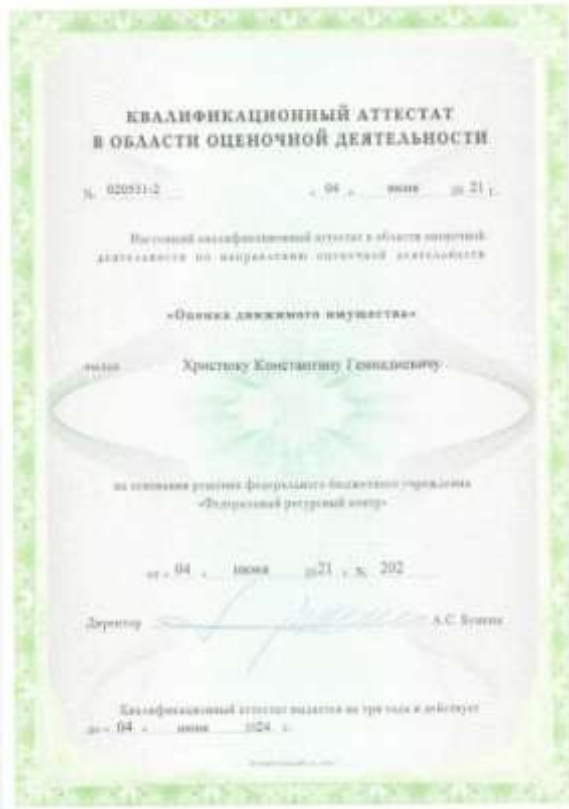 КВАЛИФИКАЦИОННЫЙ АТТЕСТАТ
В ОБЛАСТИ ОЦЕНОЧНОЙ ДЕЯТЕЛЬНОСТИ
№ 020531-2 « 04 » июня 20 21 г.
Настоящий квалификационный аттестат в области оценочной
деятельности по направлению оценочной деятельности
«Оценка движимого имущества»
выдан Христюку Константину Геннадиевичу
на основании решения федерального бюджетного учреждения
«Федеральный ресурсный центр»
от « 04 » июня 20 21 г. № 202
Директор А.С. Бункин
Квалификационный аттестат выдается на три года и действует
до « 04 » июня 2024 г.